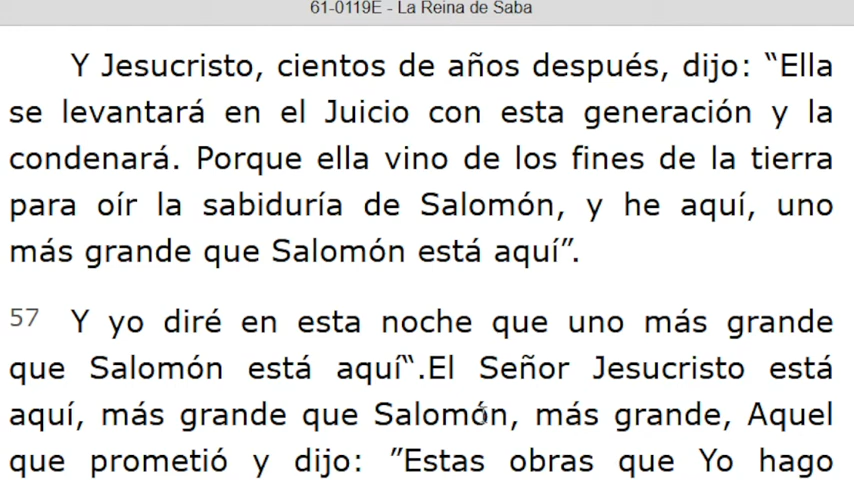 61-0119E - La Reina de Saba
Y Jesucristo, cientos de años después, dijo: “Ella
se levantará en el Juicio con esta generación y la
condenará. Porque ella vino de los fines de la tierra
para oír la sabiduría de Salomón, y he aquí, uno
más grande que Salomón está aquí”.
57 Y yo diré en esta noche que uno más grande
que Salomón está aquí“.El Señor Jesucristo está
aquí, más grande que Salomón, más grande, Aquel
que prometió y dijo: ”Estas obras que Yo hago